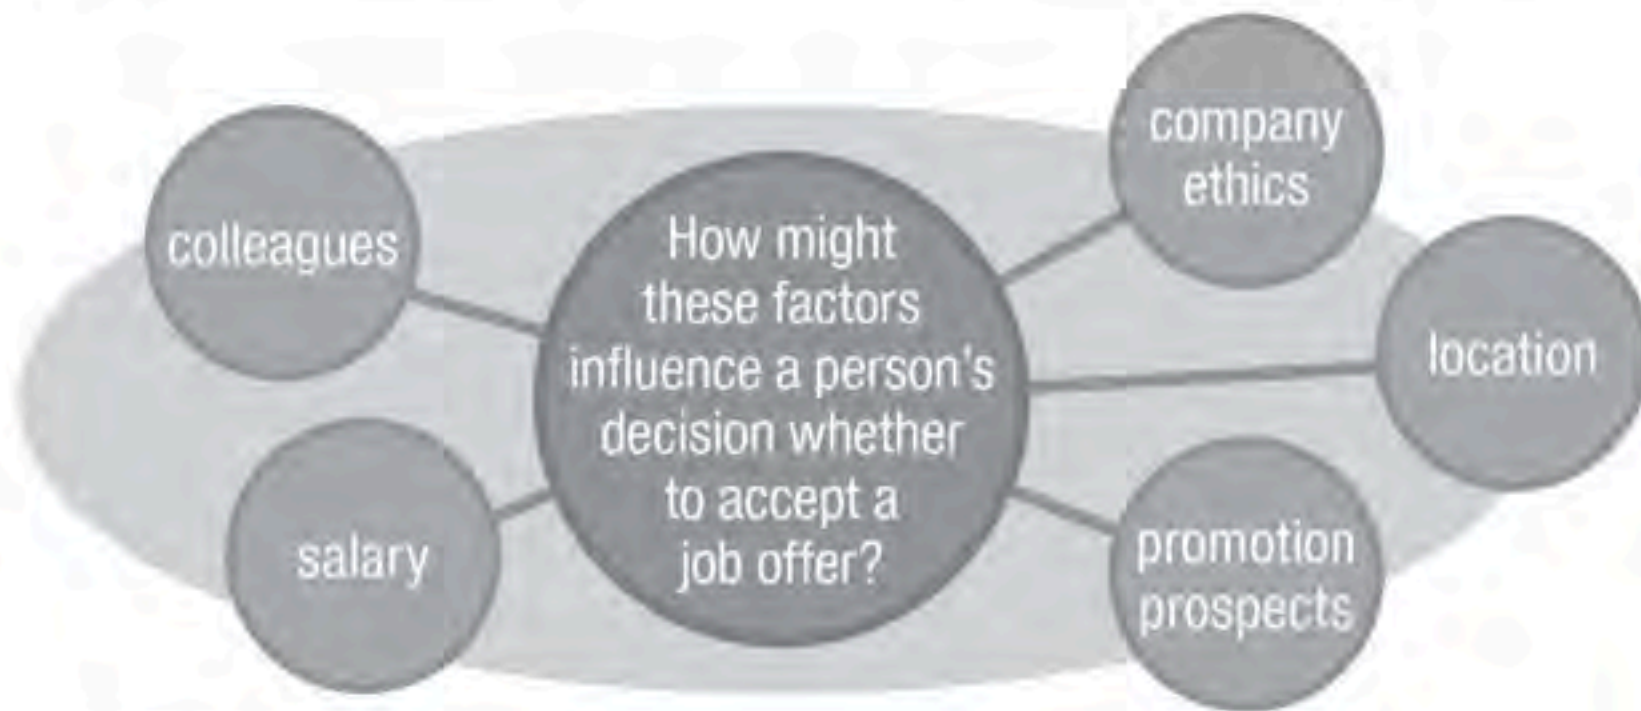 colleagues
salary
How might
these factors
influence a person's
decision whether
to accept a
job offer?
company
ethics
location
promotion
prospects